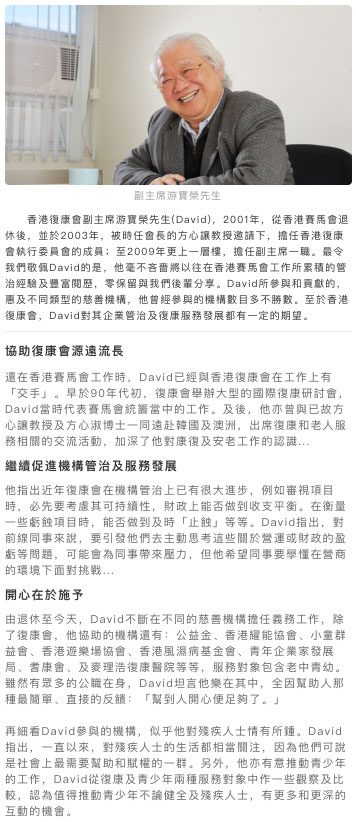 副主席游寶榮先生
香港復康會副主席游寶榮先生(David)，2001年，從香港賽馬會退
休後，並於2003年，被時任會長的方心讓教授邀請下，擔任香港復康
會執行委員會的成員；至2009年更上一層樓，擔任副主席一職。最令
我們敬佩David的是，他毫不吝嗇將以往在香港賽馬會工作所累積的管
治經驗及豐富閱歷，零保留與我們後輩分享。David所參與和貢獻的，
惠及不同類型的慈善機構，他曾經參與的機構數目多不勝數。至於香港
復康會，David對其企業管治及復康服務發展都有一定的期望。
協助復康會源遠流長
還在香港賽馬會工作時，David已經與香港復康會在工作上有
「交手」。早於90年代初，復康會舉辦大型的國際復康研討會，
David當時代表賽馬會統籌當中的工作。及後，他亦曾與已故方
心讓教授及方心淑博士一同遠赴韓國及澳洲，出席復康和老人服
務相關的交流活動，加深了他對康復及安老工作的認識...
繼續促進機構管治及服務發展
他指出近年復康會在機構管治上已有很大進步，例如審視項目
時，必先要考慮其可持續性，財政上能否做到收支平衡。在衡量
一些虧蝕項目時，能否做到及時「止蝕」等等。David指出，對
前線同事來說，要引發他們去主動思考這些關於營運或財政的盈
虧等問題，可能會為同事帶來壓力，但他希望同事要學懂在營商
的環境下面對挑戰...
開心在於施予
由退休至今天，David不斷在不同的慈善機構擔任義務工作，除
了復康會，他協助的機構還有：公益金、香港耀能協會、小童群
益會、香港遊樂場協會、香港風濕病基金會、青年企業家發展
局、耆康會、及麥理浩復康醫院等等，服務對象包含老中青幼。
雖然有眾多的公職在身，David坦言他樂在其中，全因幫助人那
種最簡單、直接的反饋：「幫到人開心便足夠了。」
再細看David參與的機構，似乎他對殘疾人士情有所鍾。David
指出，一直以來，對殘疾人士的生活都相當關注，因為他們可說
是社會上最需要幫助和賦權的一群。另外，他亦有意推動青少年
的工作，David從復康及青少年兩種服務對象中作一些觀察及比
較，認為值得推動青少年不論健全及殘疾人士，有更多和更深的
互動的機會。